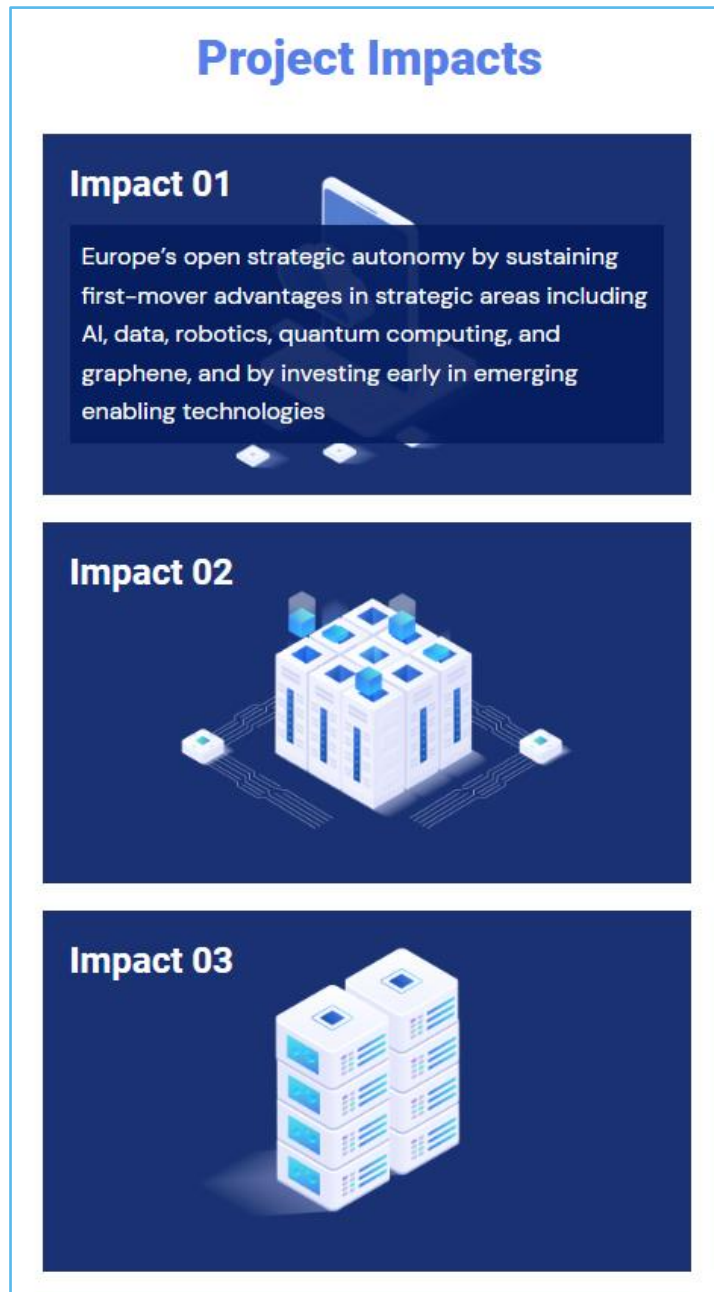 Project Impacts
Impact 01
Europe’s open strategic autonomy by sustaining
first-mover advantages in strategic areas including
AI, data, robotics, quantum computing, and
graphene, and by investing early in emerging
enabling technologies
Impact 02
Impact 03